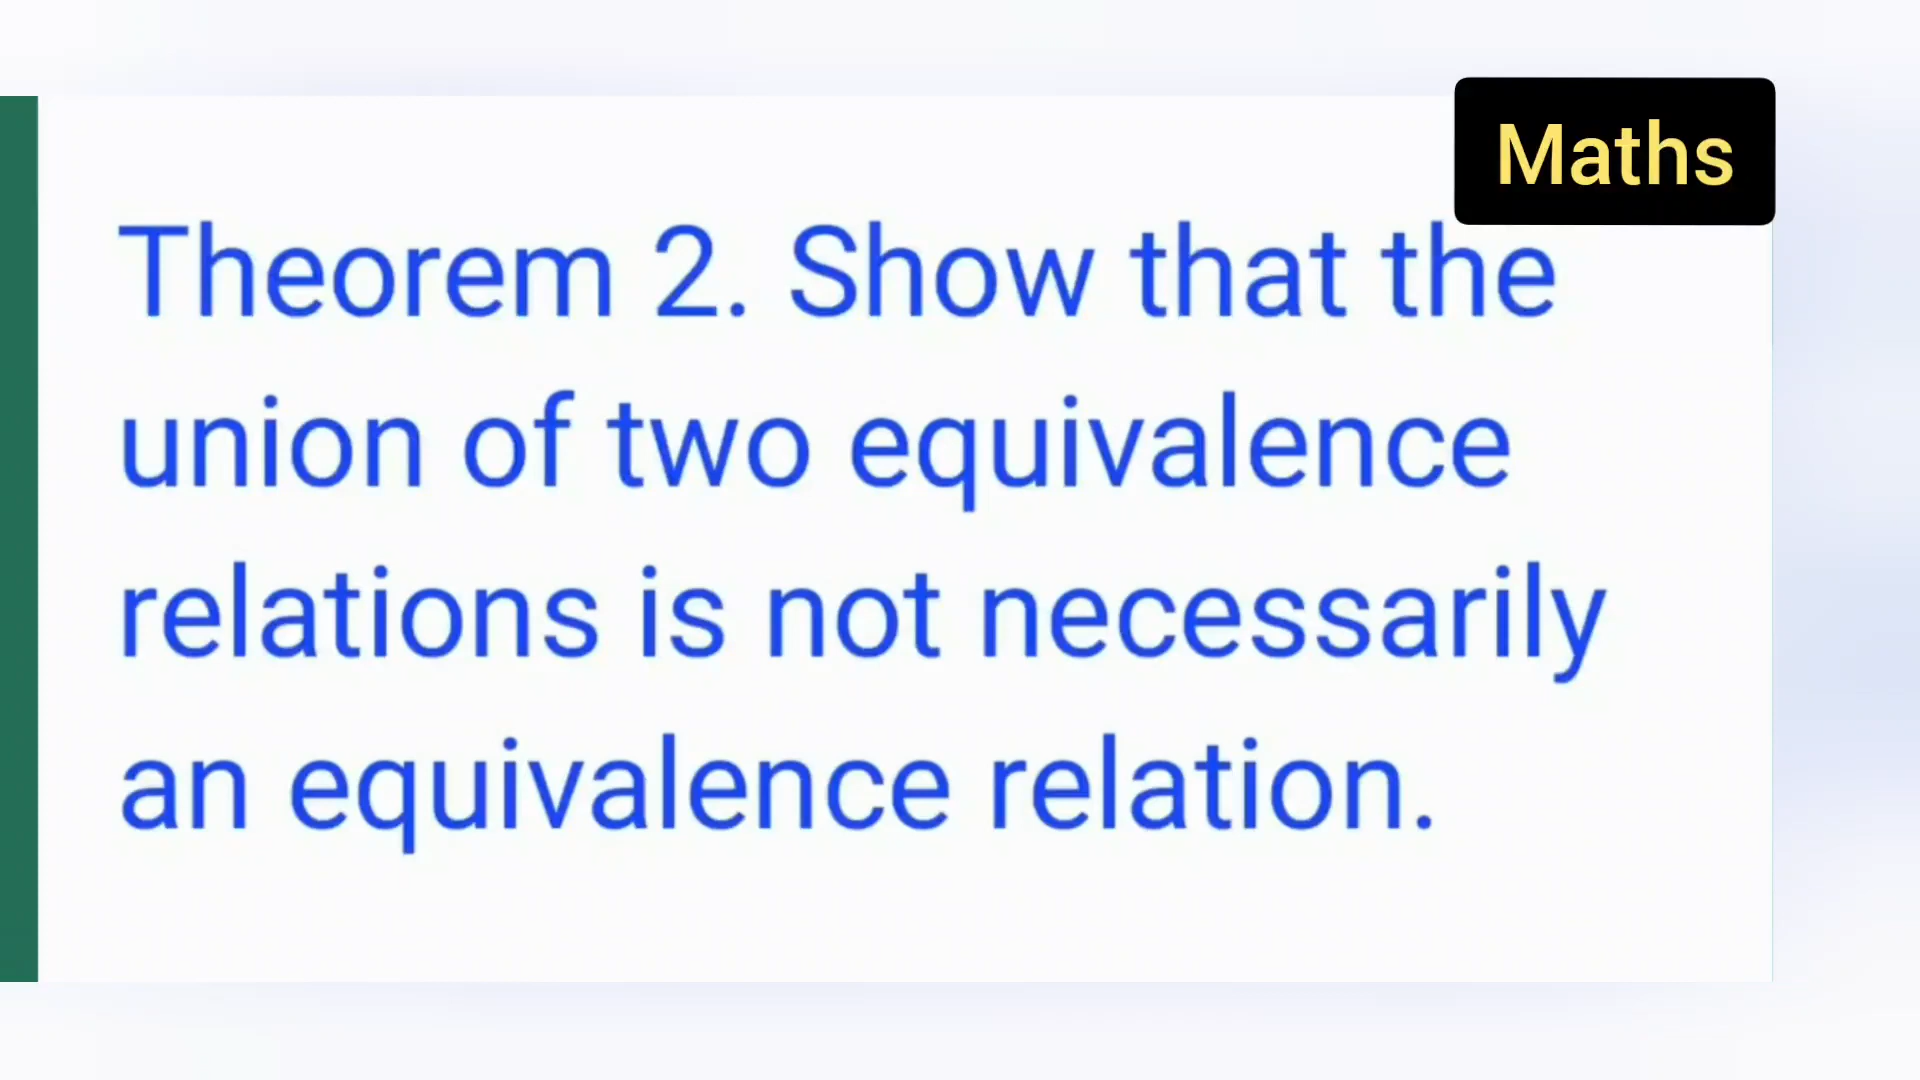 Maths
Theorem 2. Show that the
union of two equivalence
relations is not necessarily
an equivalence relation.